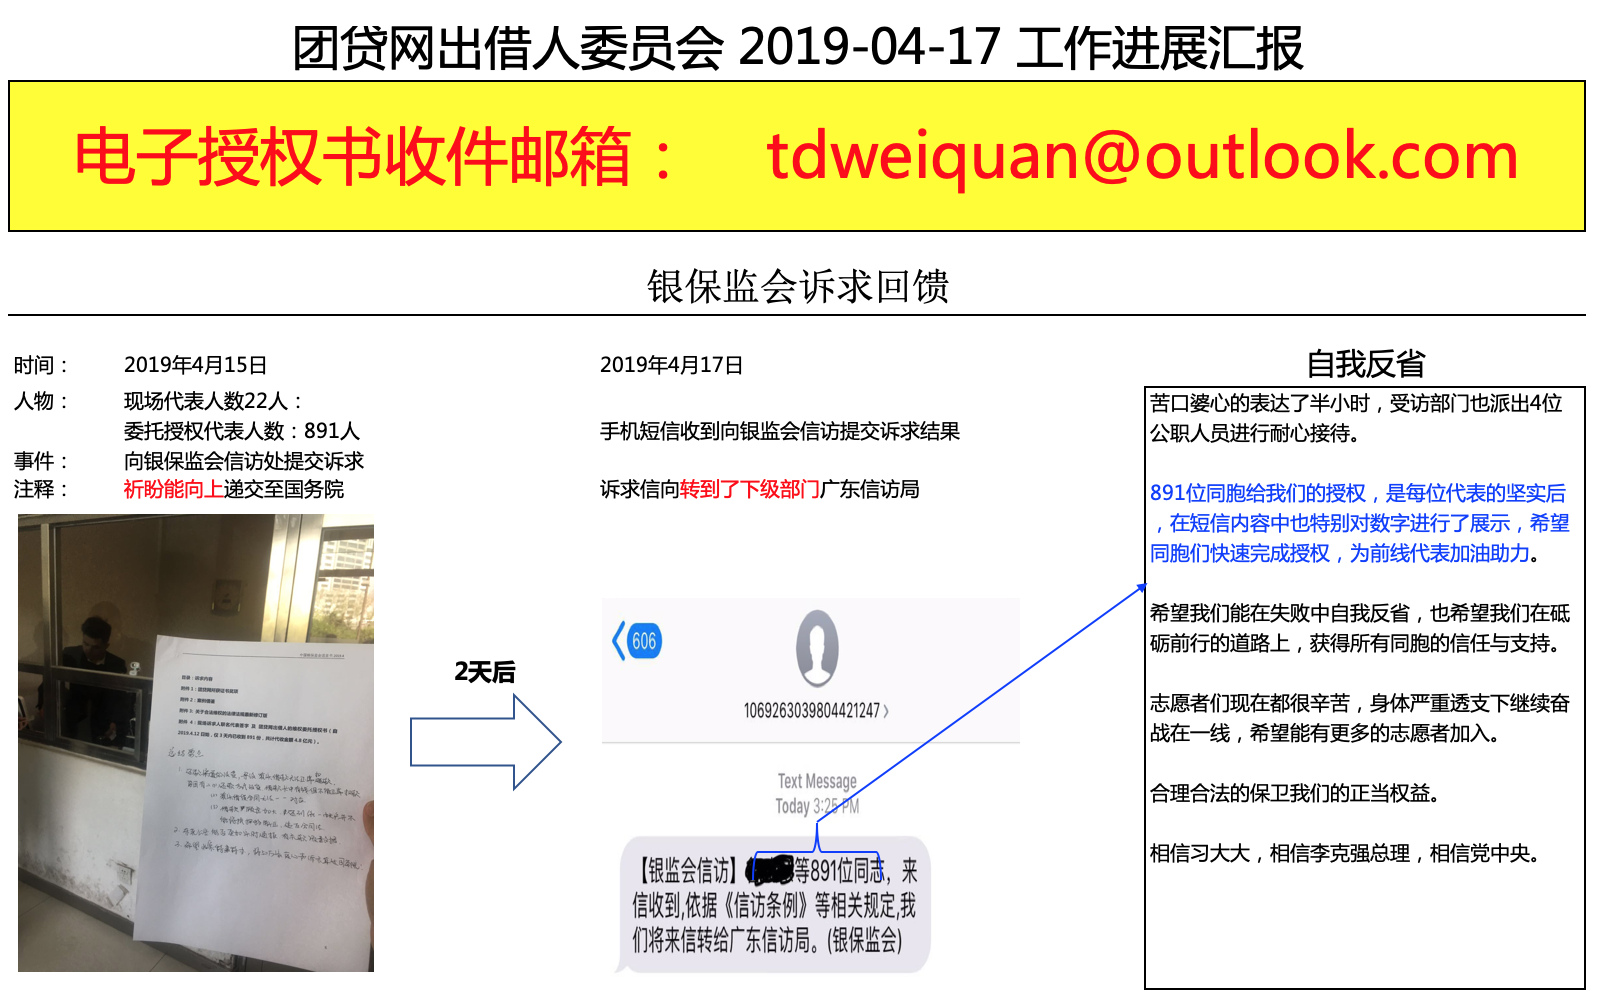 团贷网出借人委员会 2019-04-17 工作进展汇报
电子授权书收件邮箱： tdweiquan@outlook.com
银保监会诉求回馈
时间： 2019年4月15日
人物： 现场代表人数22人：
委托授权代表人数：891人
事件： 向银保监会信访处提交诉求
注释： 祈盼能向上递交至国务院
目录：诉求内容
附件 2：案例情报
2天后
2019年4月17日
手机短信收到向银监会信访提交诉求结果
诉求信向转到了下级部门广东信访局
606
1069263039804421247
Text Message
Today 3:25 PM
【银监会信访】 等891位同志，来
信收到,依据《信访条例》等相关规定,我
们将来信转给广东信访局。(银保监会)
自我反省
苦口婆心的表达了半小时，受访部门也派出4位
公职人员进行耐心接待。
891位同胞给我们的授权，是每位代表的坚实后
，在短信内容中也特别对数字进行了展示，希望
同胞们快速完成授权，为前线代表加油助力。
希望我们能在失败中自我反省，也希望我们在砥
砺前行的道路上，获得所有同胞的信任与支持。
志愿者们现在都很辛苦，身体严重透支下继续奋
战在一线，希望能有更多的志愿者加入。
合理合法的保卫我们的正当权益。
相信习大大，相信李克强总理，相信党中央。